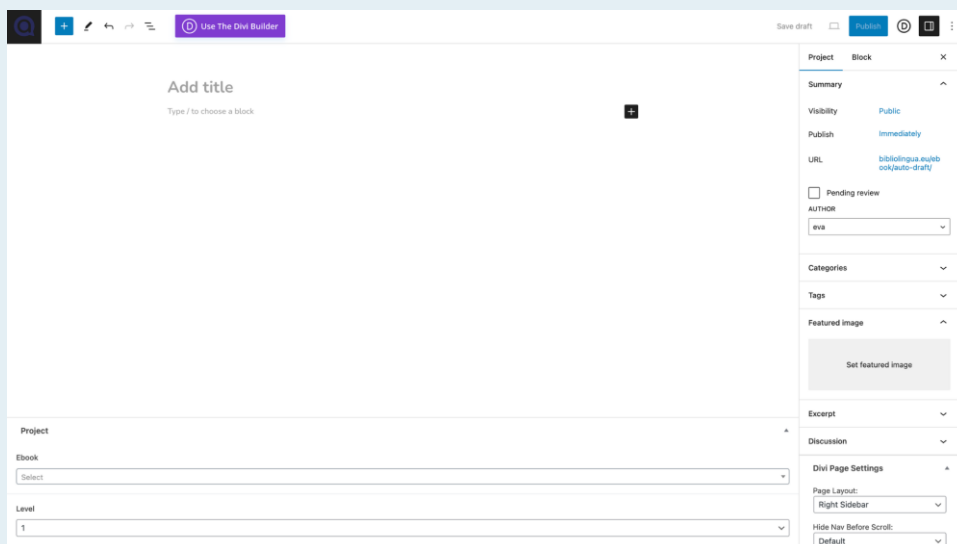 Use The Divi Builder
Save draft
Publish
Add title
Type / to choose a block
Project
Block
Summary
Visibility
Public
Publish
Immediately
URL
bibliolingua.eu/eb
ook/auto-draft/
Pending review
AUTHOR
eva
Categories
Tags
Featured image
Set featured image
Excerpt
Discussion
Divi Page Settings
Page Layout:
Right Sidebar
Hide Nav Before Scroll:
Default
Project
Ebook
Select
Level
1